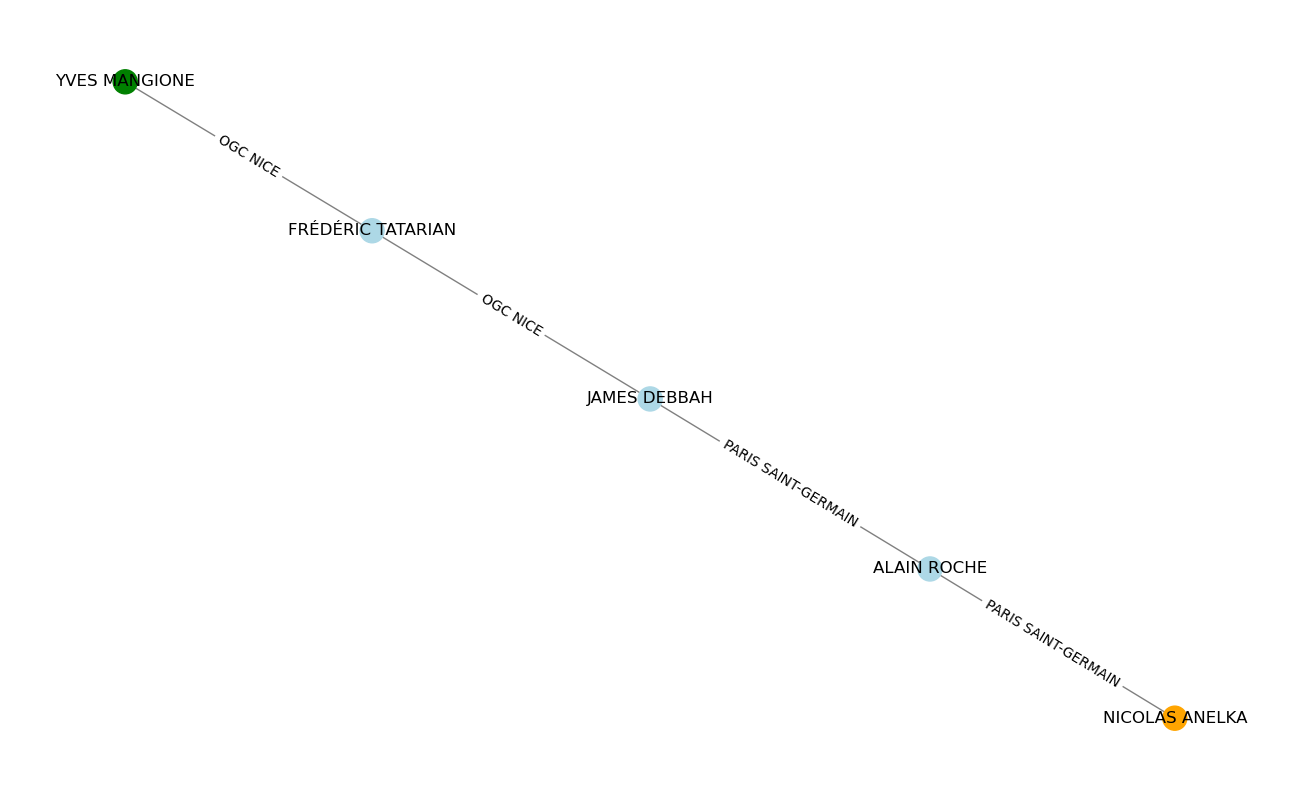 YVES MANGIONE
OGC NICE
FRÉDÉRIC TATARIAN
OGC NICE
JAMES DEBBAH
PARIS SAINT-GERMAIN
ALAIN ROCHE
PARIS SAINT-GERMAIN
NICOLAS ANELKA